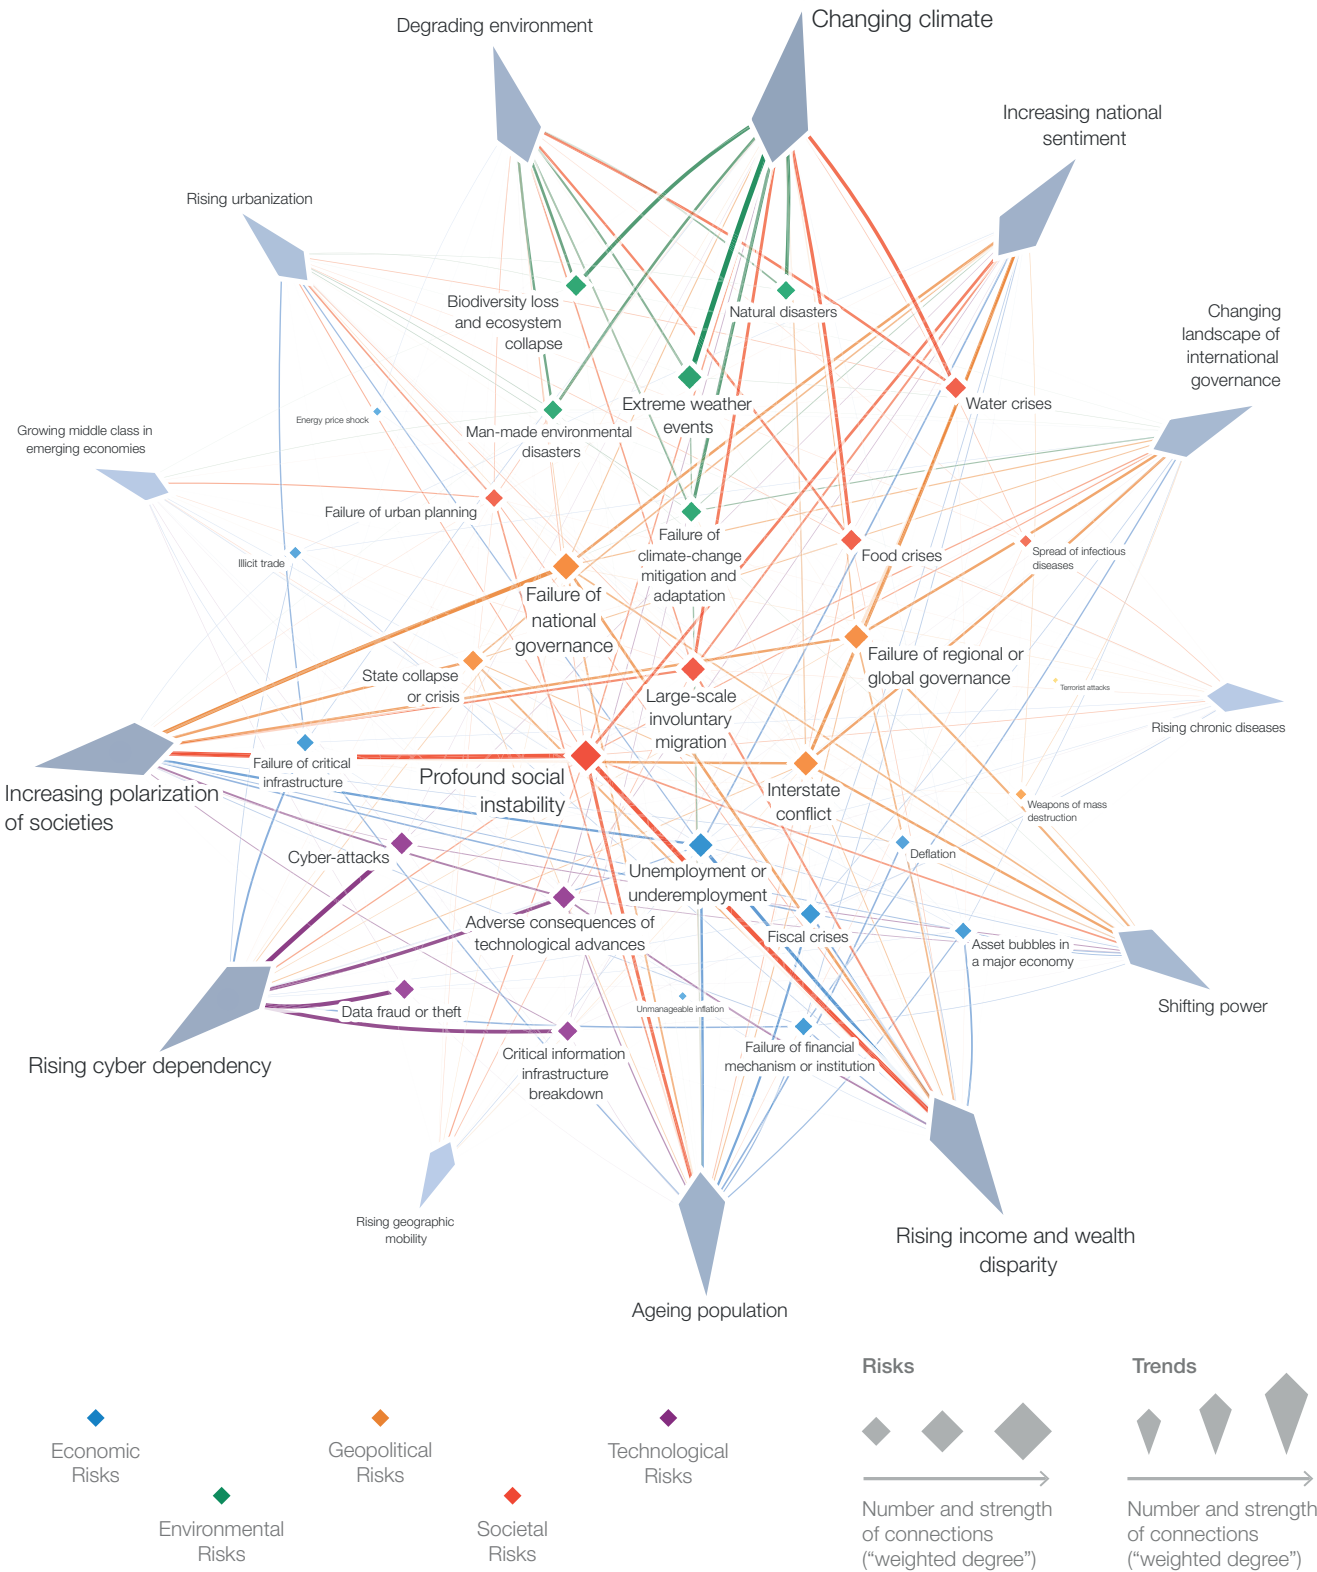 Degrading environment
Changing climate
Increasing national
sentiment
Rising urbanization
Changing
landscape of
international
governance
Biodiversity loss
and ecosystem
collapse
Natural disasters
Extreme weather
events
Water crises
Energy price shock
Man-made environmental
disasters
Growing middle class in
emerging economies
Failure of urban planning
Failure of
climate-change
mitigation and
adaptation
Food crises
Spread of infectious
diseases
Illicit trade
Failure of
national
governance
State collapse
or crisis
Failure of regional or
global governance
Large-scale
involuntary
migration
Terrorist attacks
Rising chronic diseases
Failure of critical
infrastructure
Increasing polarization
of societies
Profound social
instability
Interstate
conflict
Weapons of mass
destruction
Cyber-attacks
Unemployment or
underemployment
Deflation
Adverse consequences of
technological advances
Fiscal crises
Asset bubbles in
a major economy
Data fraud or theft
Unmanageable inflation
Shifting power
Rising cyber dependency
Critical information
infrastructure
breakdown
Failure of financial
mechanism or institution
Rising geographic
mobility
Rising income and wealth
disparity
Ageing population
Risks
Trends
Economic
Risks
Geopolitical
Risks
Technological
Risks
Environmental
Risks
Societal
Risks
Number and strength
of connections
(“weighted degree”)
Number and strength
of connections
(“weighted degree”)